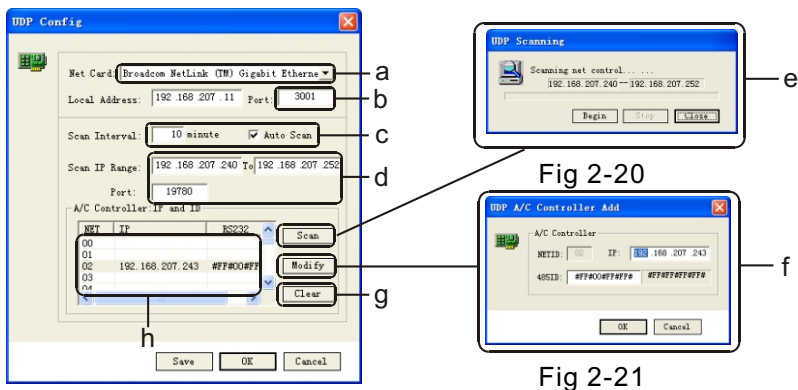 UDP Config
Net Card: Broadcom NetLink (TM) Gigabit Etherne
a
Local Address: 192 .168 .207 .11 Port: 3001
b
Scan Interval: 10 minute Auto Scan
c
Scan IP Range: 192 .168 .207 .240 To 192 .168 .207 .252
d
Port: 19780
A/C Controller:IP and ID
NET IP RS232
00
01
02 192.168.207.243 #FF#00#FF
03
04
Scan
Modify
Clear
g
h
Save OK Cancel
UDP Scanning
Scanning net control... ...
192.168.207.240--192.168.207.252
Begin Stop Close
e
Fig 2-20
UDP A/C Controller Add
A/C Controller
NETID: 02 IP: 192 .168 .207 .243
485ID: #FF#00#FF#FF# #FF#FF#FF#FF#
OK Cancel
f
Fig 2-21